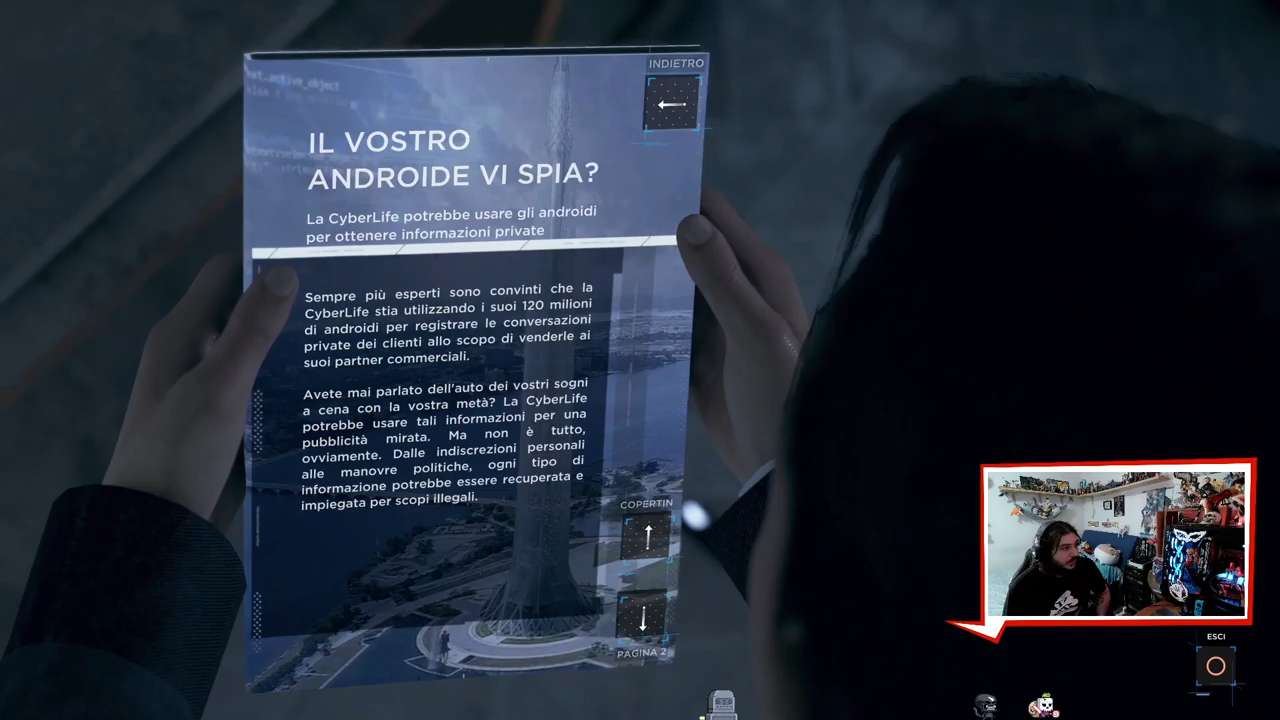 INDIETRO
IL VOSTRO
ANDROIDE VI SPIA?
La CyberLife potrebbe usare gli androidi
per ottenere informazioni private
Sempre più esperti sono convinti che la
CyberLife stia utilizzando i suoi 120 milioni
di androidi per registrare le conversazioni
private dei clienti allo scopo di venderle ai
suoi partner commerciali.
Avete mai parlato dell'auto dei vostri sogni
a cena con la vostra metà? La CyberLife
potrebbe usare tali informazioni per una
pubblicità mirata. Ma non è tutto,
ovviamente. Dalle indiscrezioni personali
alle manovre politiche, ogni tipo di
informazione potrebbe essere recuperata e
impiegata per scopi illegali.
COPERTIN
PAGINA 2
ESCI